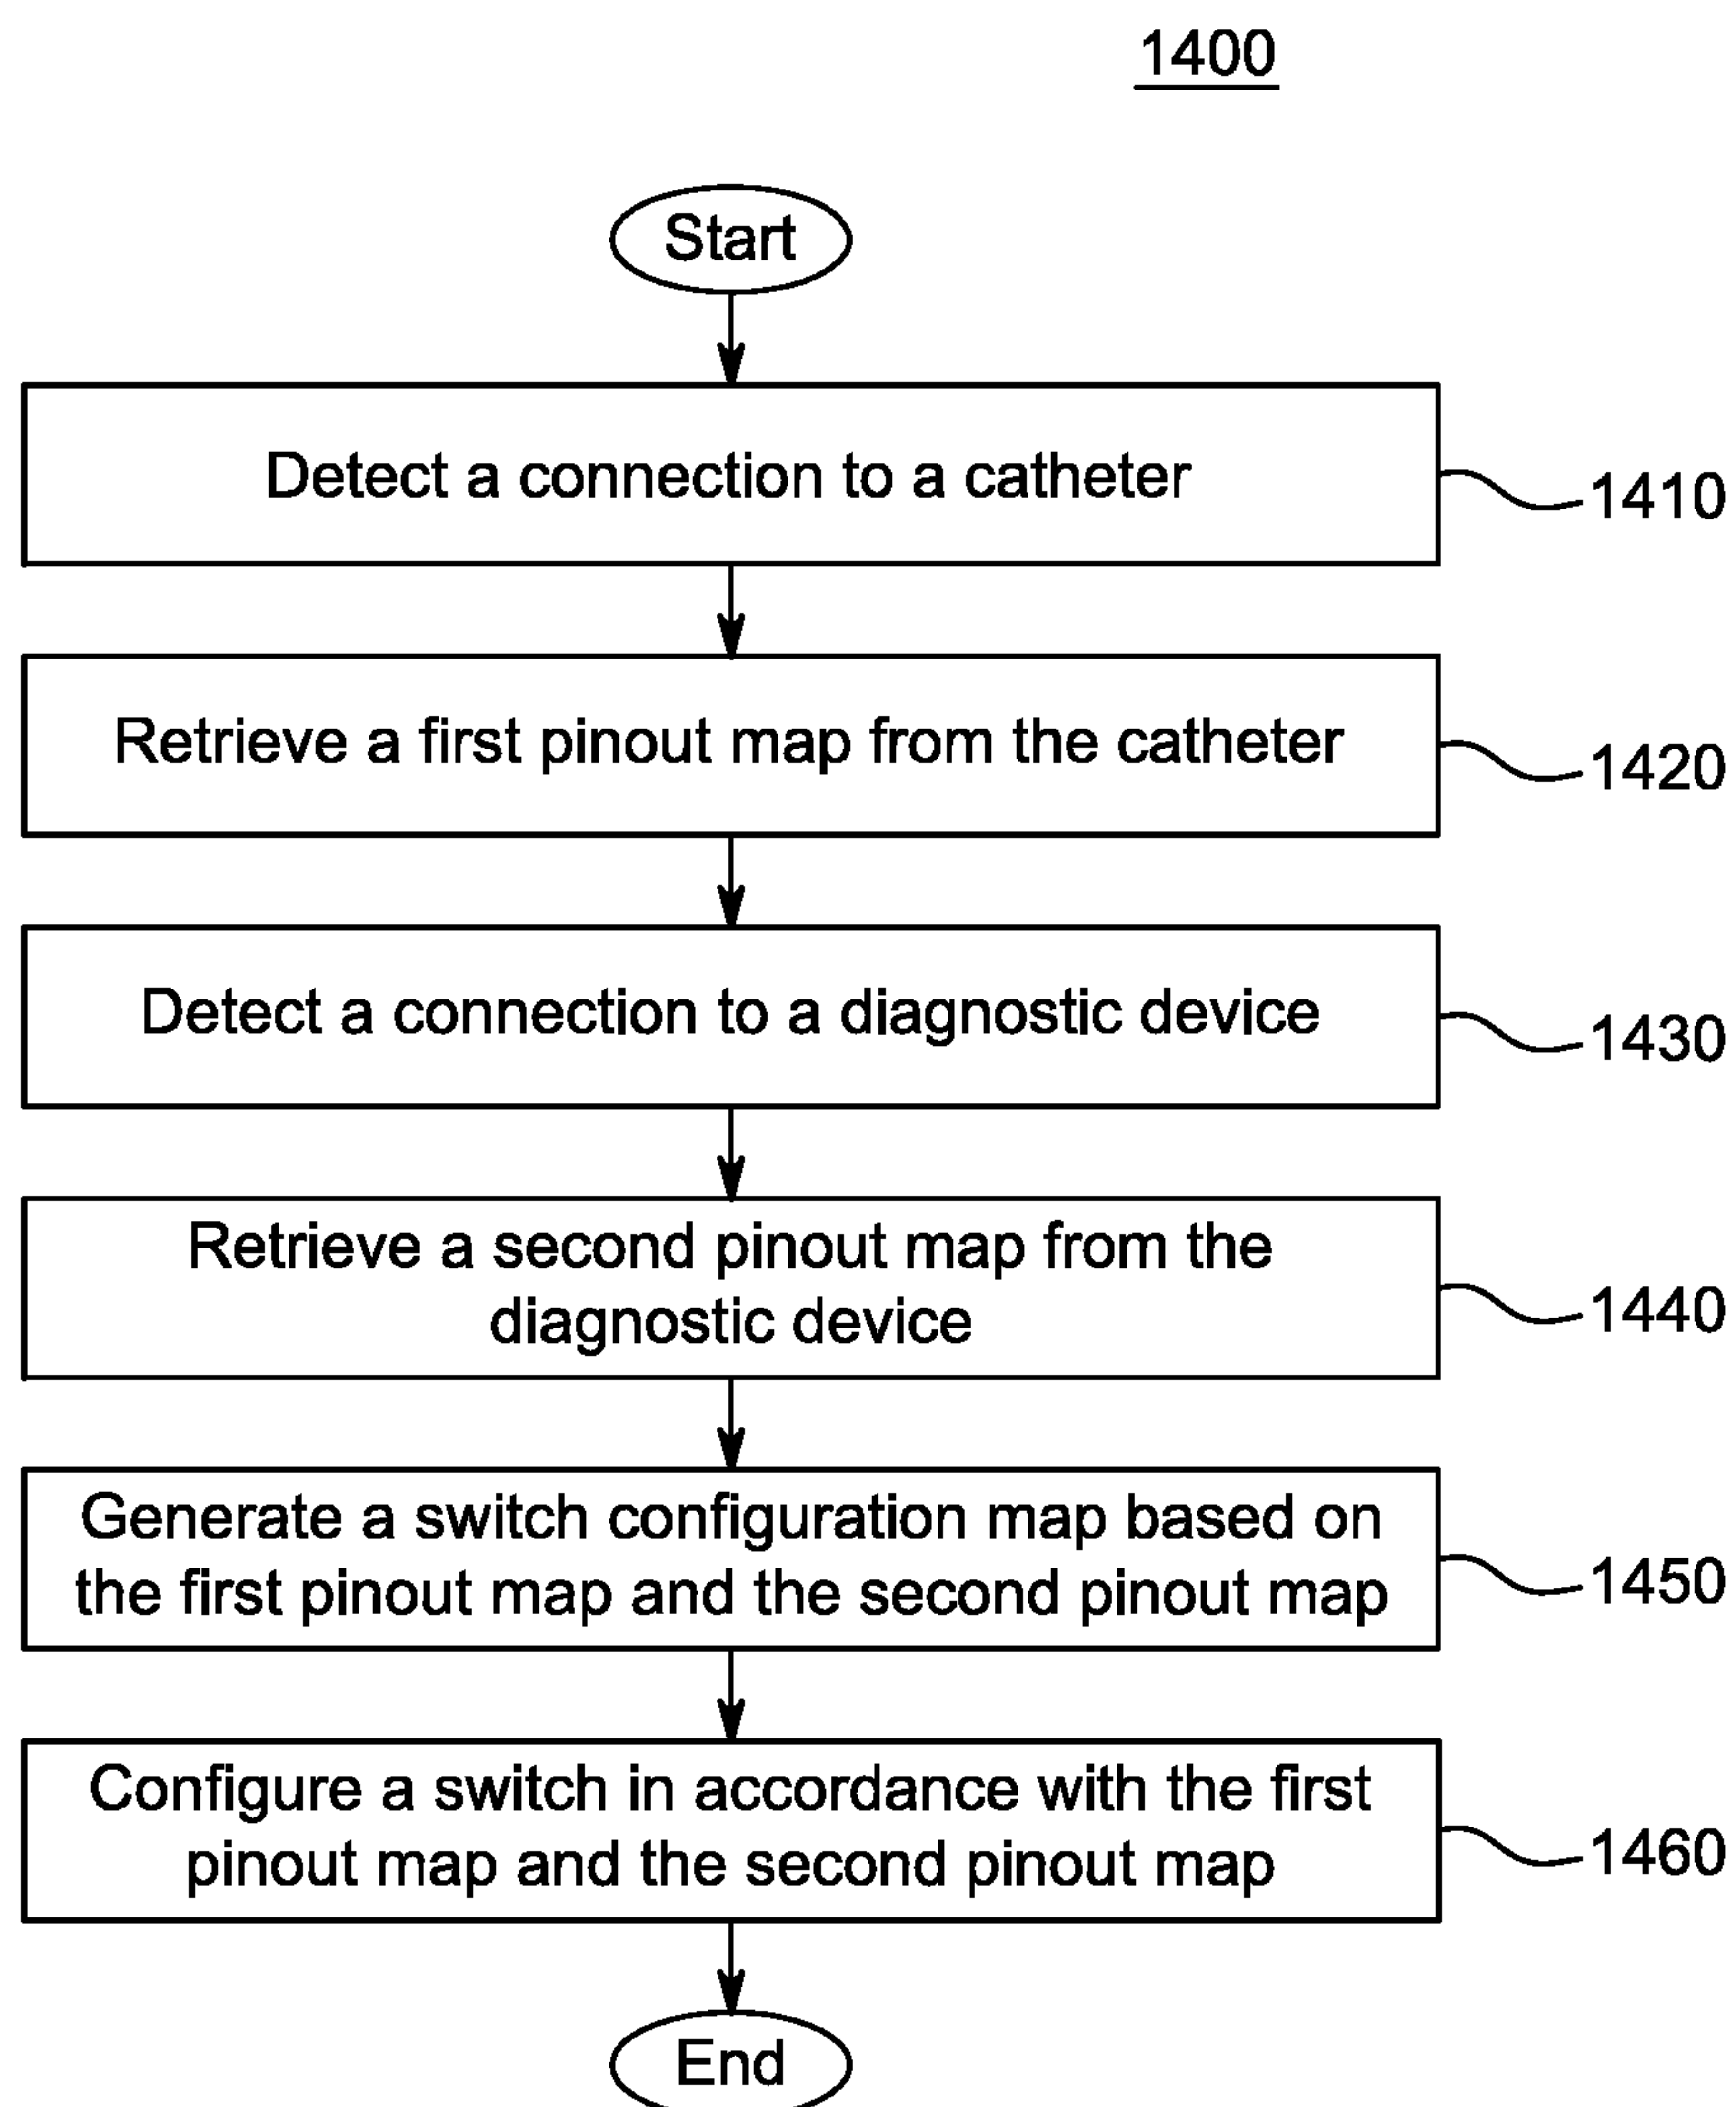 1400
Start
Detect a connection to a catheter
1410
Retrieve a first pinout map from the catheter
1420
Detect a connection to a diagnostic device
1430
Retrieve a second pinout map from the
diagnostic device
1440
Generate a switch configuration map based on
the first pinout map and the second pinout map
1450
Configure a switch in accordance with the first
pinout map and the second pinout map
1460
End